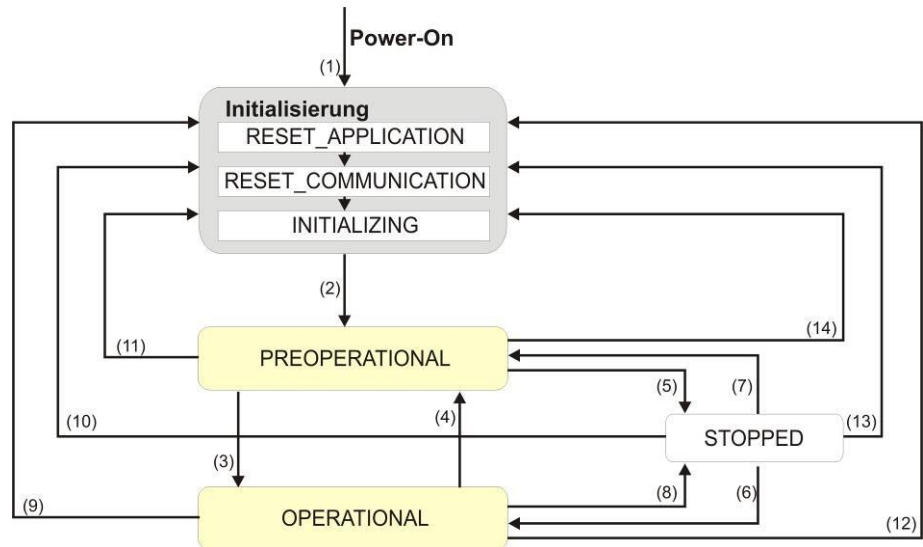 Power-On
(1)
Initialisierung
RESET_APPLICATION
RESET_COMMUNICATION
INITIALIZING
(2)
(14)
(11)
PREOPERATIONAL
(5)
(7)
(10)
(4)
(13)
STOPPED
(3)
(8)
(6)
(9)
OPERATIONAL
(12)